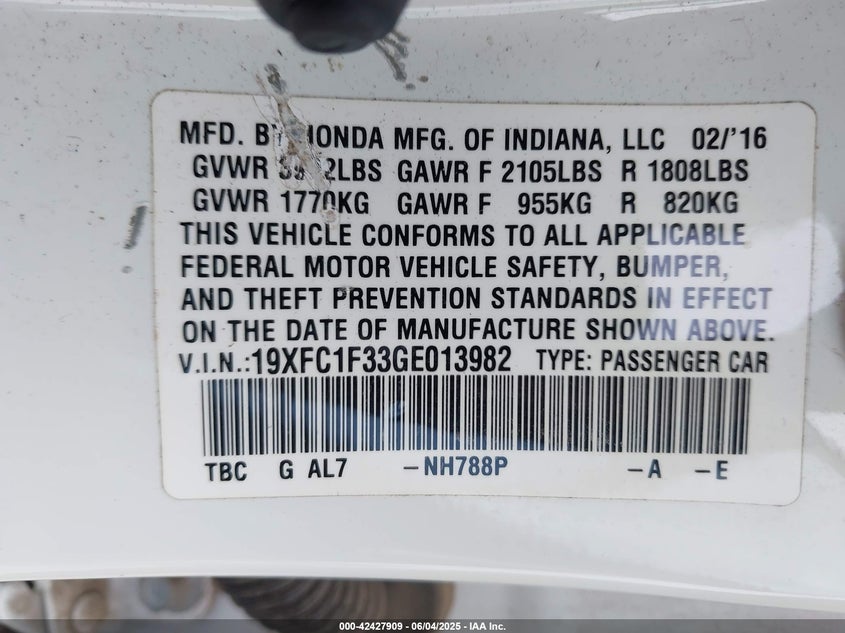 MFD. BY HONDA MFG. OF INDIANA, LLC 02/'16
GVWR GAWR F 2105LBS R 1808LBS
GVWR 1770KG GAWR F 955KG R 820KG
THIS VEHICLE CONFORMS TO ALL APPLICABLE
FEDERAL MOTOR VEHICLE SAFETY, BUMPER,
AND THEFT PREVENTION STANDARDS IN EFFECT
ON THE DATE OF MANUFACTURE SHOWN ABOVE.
V.I.N.:19XFC1F33GE013982 TYPE: PASSENGER CAR
TBC G AL7 -NH788P -A -E
000-42427909 - 06/04/2025 - IAA Inc.